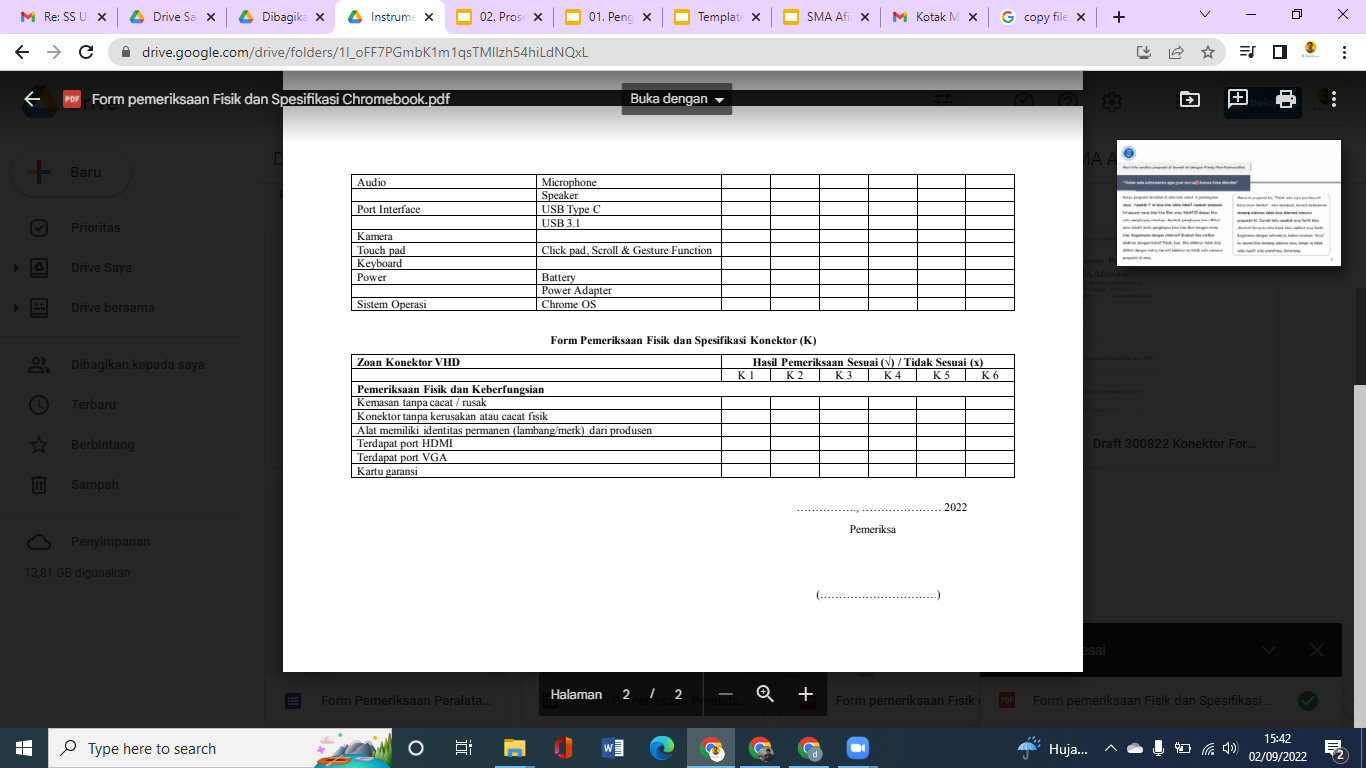 Re: SS U
Drive Sa
Dibagika
Instrume
02. Prose
01. Peng
Template
SMA Afi
Kotak M
copy file
drive.google.com/drive/folders/1I_oFF7PGmbK1m1qsTMIlzh54hiLdNQxL
PDF Form pemeriksaan Fisik dan Spesifikasi Chromebook.pdf
Buka dengan
Baru
Prioritas
Drive Saya
Drive bersama
Dibagikan kepada saya
Terbaru
Berbintang
Sampah
Penyimpanan
13,81 GB digunakan
Audio Microphone
Speaker
Port Interface USB Type C
USB 3.1
Kamera
Touch pad Click pad, Scroll & Gesture Function
Keyboard
Power Battery
Power Adapter
Sistem Operasi Chrome OS
Form Pemeriksaan Fisik dan Spesifikasi Konektor (K)
Zoan Konektor VHD Hasil Pemeriksaan Sesuai (√) / Tidak Sesuai (x)
K 1 K 2 K 3 K 4 K 5 K 6
Pemeriksaan Fisik dan Keberfungsian
Kemasan tanpa cacat / rusak
Konektor tanpa kerusakan atau cacat fisik
Alat memiliki identitas permanen (lambang/merk) dari produsen
Terdapat port HDMI
Terdapat port VGA
Kartu garansi
……………., ………………… 2022
Pemeriksa
(………………………….)
Draft 300822 Konektor For...
esai
Form Pemeriksaan Peralata...
Form pemeriksaan Fisik
PDF Form pemeriksaan Fisik dan Spesifikasi ...
Halaman 2 / 2
Type here to search
Huja...
15:42
02/09/2022
2